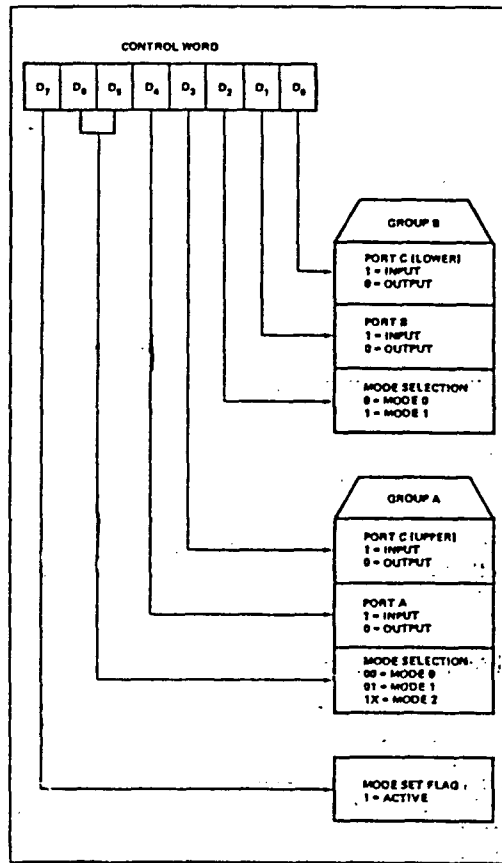 CONTROL WORD
D7 D6 D5 D4 D3 D2 D1 D0
GROUP B
PORT C (LOWER)
1 = INPUT
0 = OUTPUT
PORT B
1 = INPUT
0 = OUTPUT
MODE SELECTION
0 = MODE 0
1 = MODE 1
GROUP A
PORT C (UPPER)
1 = INPUT
0 = OUTPUT
PORT A
1 = INPUT
0 = OUTPUT
MODE SELECTION
00 = MODE 0
01 = MODE 1
1X = MODE 2
MODE SET FLAG
1 = ACTIVE